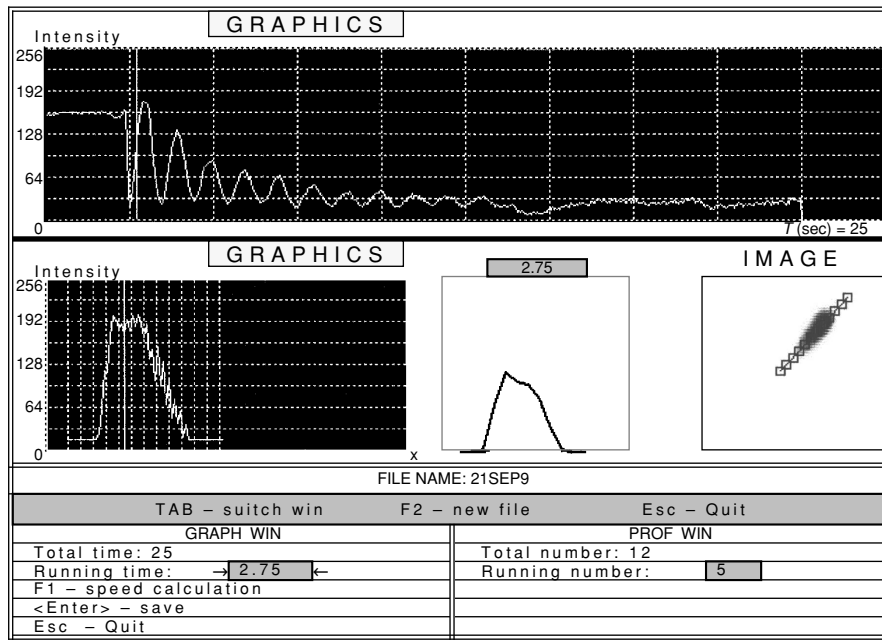 GRAPHICS
Intensity
256
192
128
64
0
T (sec) = 25
GRAPHICS
Intensity
256
192
128
64
0
x
2.75
IMAGE
FILE NAME: 21SEP9
TAB – suitch win F2 – new file Esc – Quit
GRAPH WIN PROF WIN
Total time: 25 Total number: 12
Running time: →2.75← Running number: 5
F1 – speed calculation
<Enter> – save
Esc – Quit